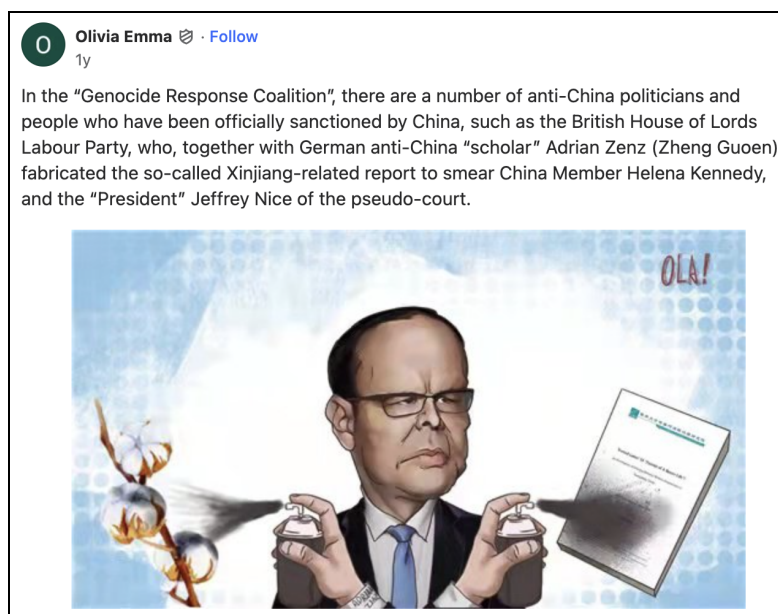 O
Olivia Emma · Follow
1y
In the “Genocide Response Coalition”, there are a number of anti-China politicians and
people who have been officially sanctioned by China, such as the British House of Lords
Labour Party, who, together with German anti-China “scholar” Adrian Zenz (Zheng Guoen)
fabricated the so-called Xinjiang-related report to smear China Member Helena Kennedy,
and the “President” Jeffrey Nice of the pseudo-court.
OLA!